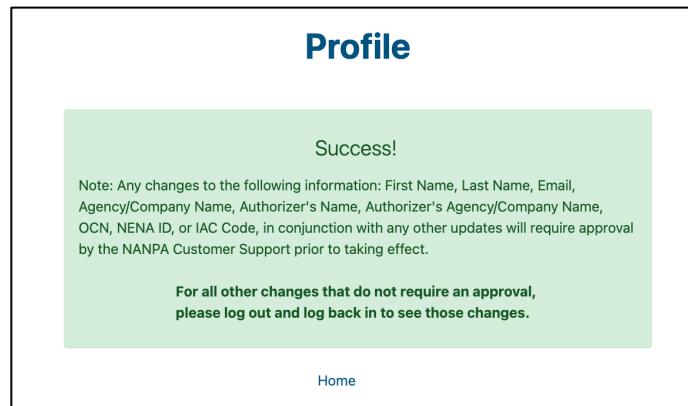 Profile
Success!
Note: Any changes to the following information: First Name, Last Name, Email,
Agency/Company Name, Authorizer's Name, Authorizer's Agency/Company Name,
OCN, NENA ID, or IAC Code, in conjunction with any other updates will require approval
by the NANPA Customer Support prior to taking effect.
For all other changes that do not require an approval,
please log out and log back in to see those changes.
Home